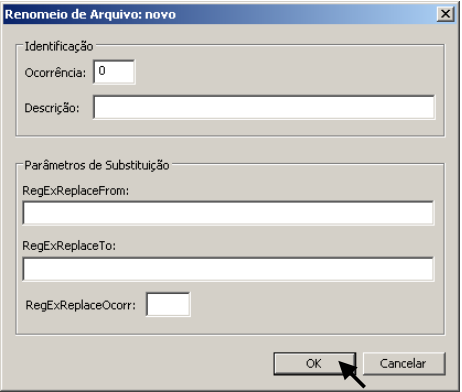 Renomeio de Arquivo: novo
Identificação
Ocorrência: 0
Descrição:
Parâmetros de Substituição
RegExReplaceFrom:
RegExReplaceTo:
RegExReplaceOcorr:
OK Cancelar